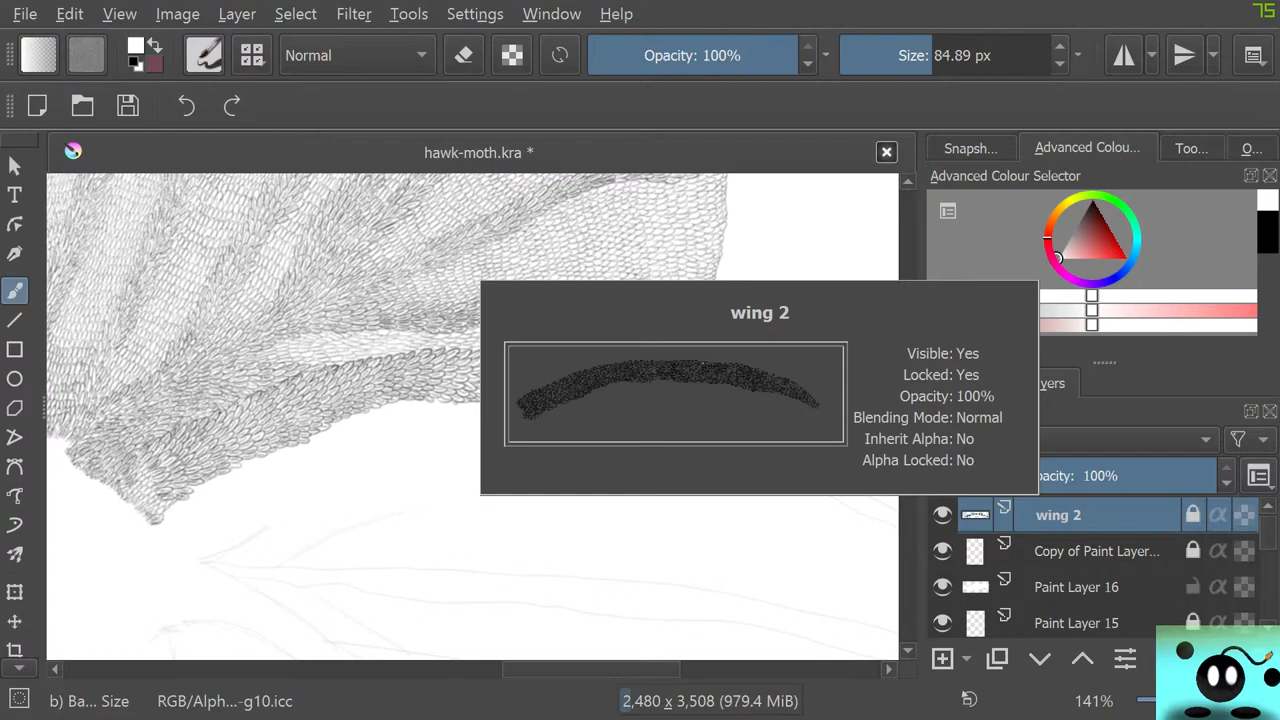 75
File Edit View Image Layer Select Filter Tools Settings Window Help
Normal Opacity: 100% Size: 84.89 px
hawk-moth.kra *
Snapsh... Advanced Colou... Too... O...
Advanced Colour Selector
wing 2
Visible: Yes
Locked: Yes
Opacity: 100%
Blending Mode: Normal
Inherit Alpha: No
Alpha Locked: No
yers
pacity: 100%
wing 2
Copy of Paint Layer...
Paint Layer 16
Paint Layer 15
b) Ba... Size RGB/Alph...-g10.icc 2,480 x 3,508 (979.4 MiB) 141%